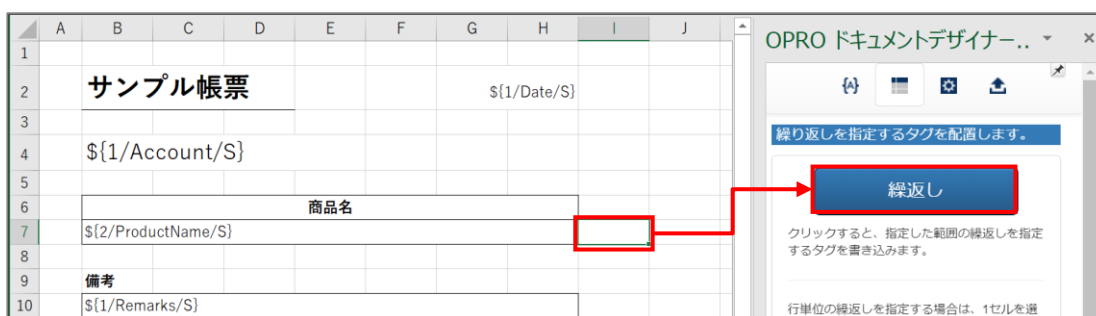 A B C D E F G H I J
1
2 サンプル帳票 ${1/Date/S}
3
4 ${1/Account/S}
5
6 商品名
7 ${2/ProductName/S}
8
9 備考
10 ${1/Remarks/S}
OPRO ドキュメントデザイナー..
{A}
繰り返しを指定するタグを配置します。
繰返し
クリックすると、指定した範囲の繰返しを指定
するタグを書き込みます。
行単位の繰返しを指定する場合は、1セルを選